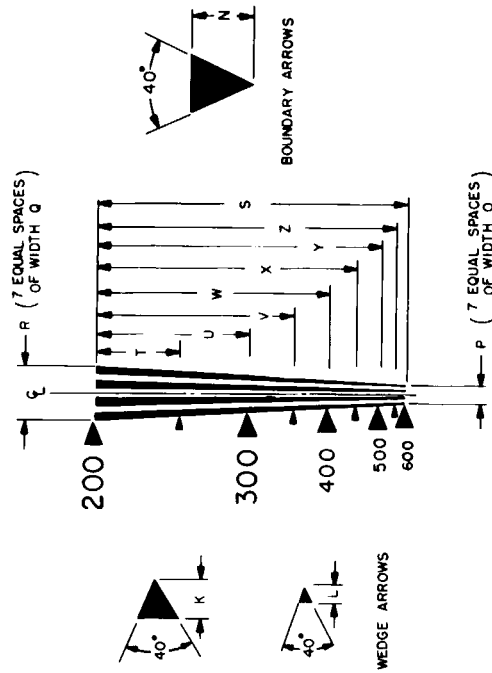 R ( 7 EQUAL SPACES
OF WIDTH Q )
℄
200
300
400
500
600
T
U
V
W
X
Y
Z
S
P ( 7 EQUAL SPACES
OF WIDTH O )
40°
K
40°
L
WEDGE ARROWS
40°
N
BOUNDARY ARROWS